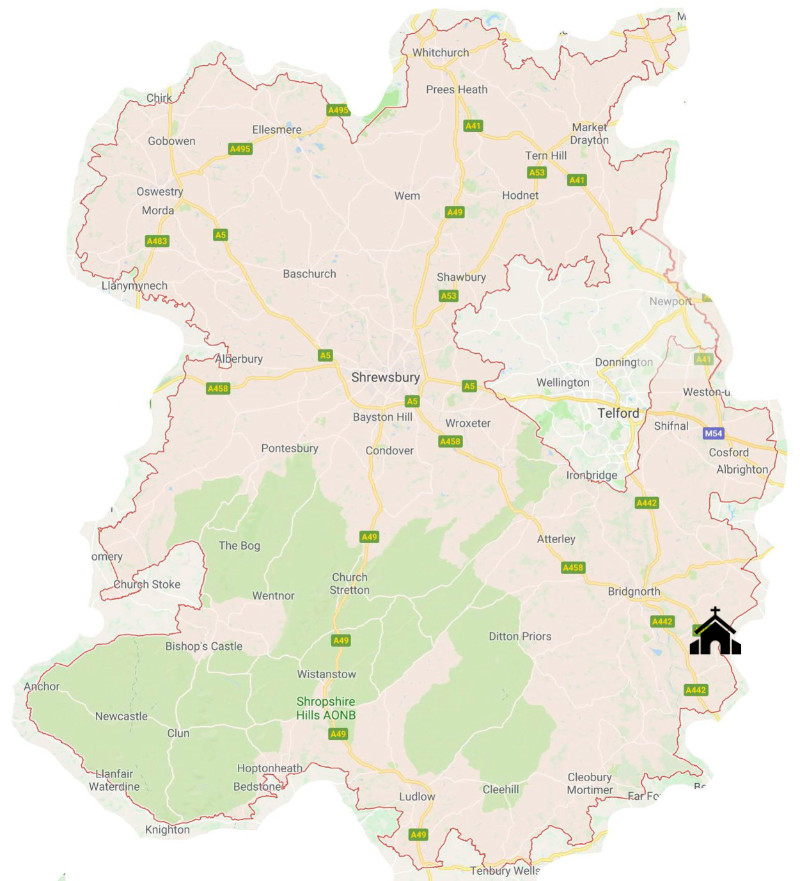 M
Whitchurch
Prees Heath
Chirk
A495
Ellesmere
A41
Market
Drayton
Gobowen
A495
Tern Hill
A53
A41
Oswestry
Wem
Hodnet
Morda
A49
A5
A483
Baschurch
Shawbury
Llanymynech
A53
Newport
Alberbury
A5
A41
Donnington
Shrewsbury
Wellington
A458
A5
Weston-u
A5
Telford
Bayston Hill
Wroxeter
Shifnal
M54
A458
Pontesbury
Condover
Cosford
Albrighton
Ironbridge
A442
A49
Atterley
The Bog
omery
A458
Church Stoke
Church
Stretton
Wentnor
Bridgnorth
A442
A49
Ditton Priors
Bishop's Castle
Wistanstow
Anchor
A442
Shropshire
Hills AONB
Newcastle
Clun
A49
Hoptonheath
Llanfair
Waterdine
Bedstone
Cleobury
Mortimer
Cleehill
Ludlow
Far Fo
Knighton
A49
Tenbury Wells